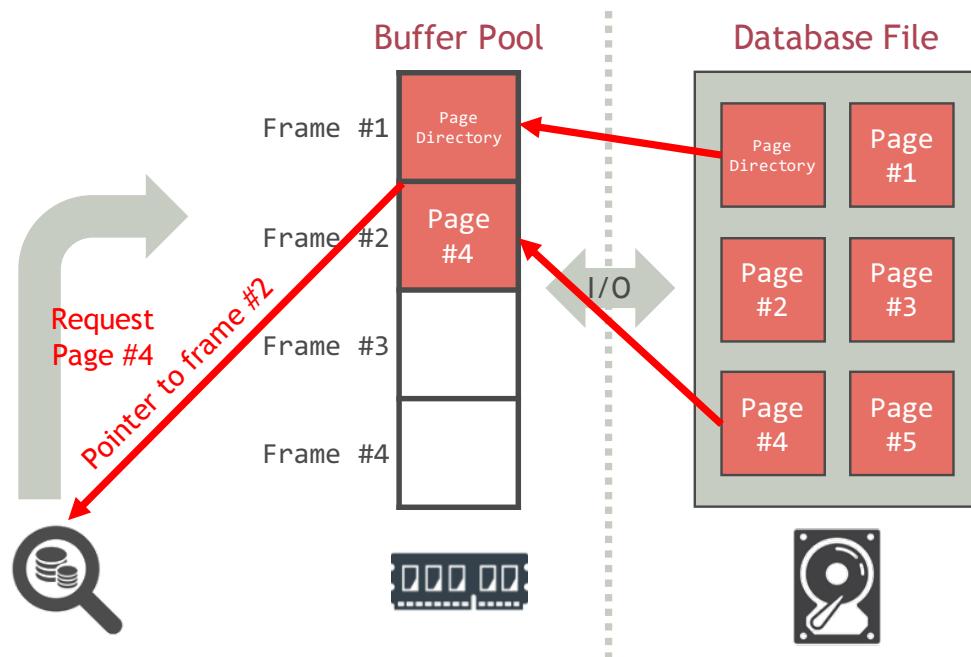 Buffer Pool
Database File
Frame #1
Page
Directory
Page
Directory
Page
#1
Frame #2
Page
#4
I/O
Page
#2
Page
#3
Request
Page #4
Pointer to frame #2
Frame #3
Page
#4
Page
#5
Frame #4